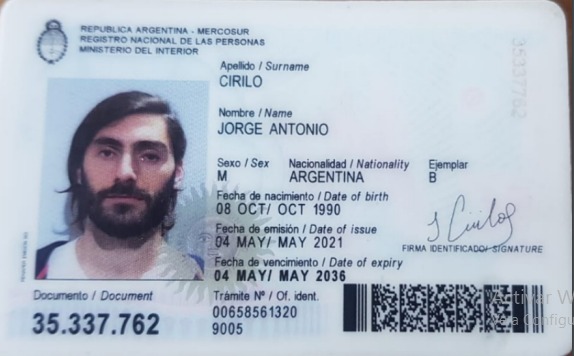 REPUBLICA ARGENTINA - MERCOSUR
REGISTRO NACIONAL DE LAS PERSONAS
MINISTERIO DEL INTERIOR
Apellido / Surname
CIRILO
Nombre / Name
JORGE ANTONIO
Sexo / Sex Nacionalidad / Nationality Ejemplar
M ARGENTINA B
Fecha de nacimiento / Date of birth
08 OCT/ OCT 1990
Fecha de emisión / Date of issue
04 MAY/ MAY 2021
FIRMA IDENTIFICADO/ SIGNATURE
Fecha de vencimiento / Date of expiry
04 MAY/ MAY 2036
Documento / Document Trámite Nº / Of. ident.
35.337.762 00658561320
9005
35337762
J Cirilo